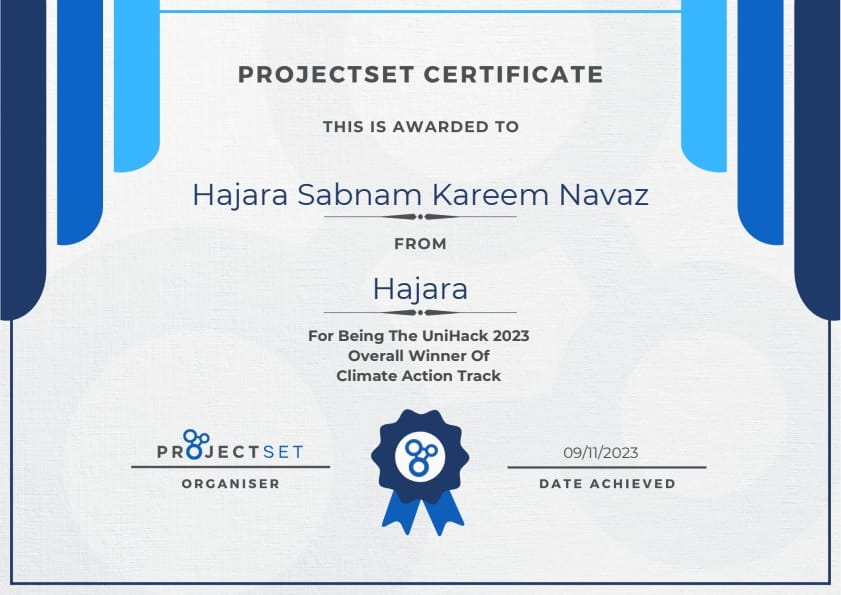 PROJECTSET CERTIFICATE
THIS IS AWARDED TO
Hajara Sabnam Kareem Navaz
FROM
Hajara
For Being The UniHack 2023
Overall Winner Of
Climate Action Track
PROJECTSET
ORGANISER
09/11/2023
DATE ACHIEVED